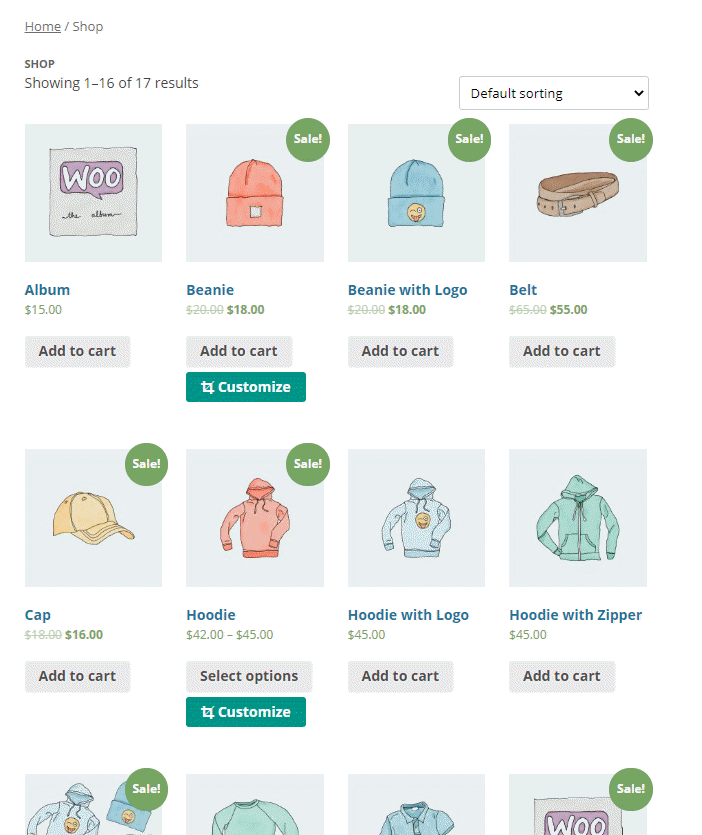 Home / Shop
SHOP
Showing 1–16 of 17 results
Default sorting
Sale!
Sale!
Sale!
WOO
the album
Album
Beanie
Beanie with Logo
Belt
$15.00
$20.00 $18.00
$20.00 $18.00
$65.00 $55.00
Add to cart
Add to cart
Add to cart
Add to cart
Customize
Sale!
Sale!
Cap
Hoodie
Hoodie with Logo
Hoodie with Zipper
$18.00 $16.00
$42.00 – $45.00
$45.00
$45.00
Add to cart
Select options
Add to cart
Add to cart
Customize
Sale!
Sale!
WOO